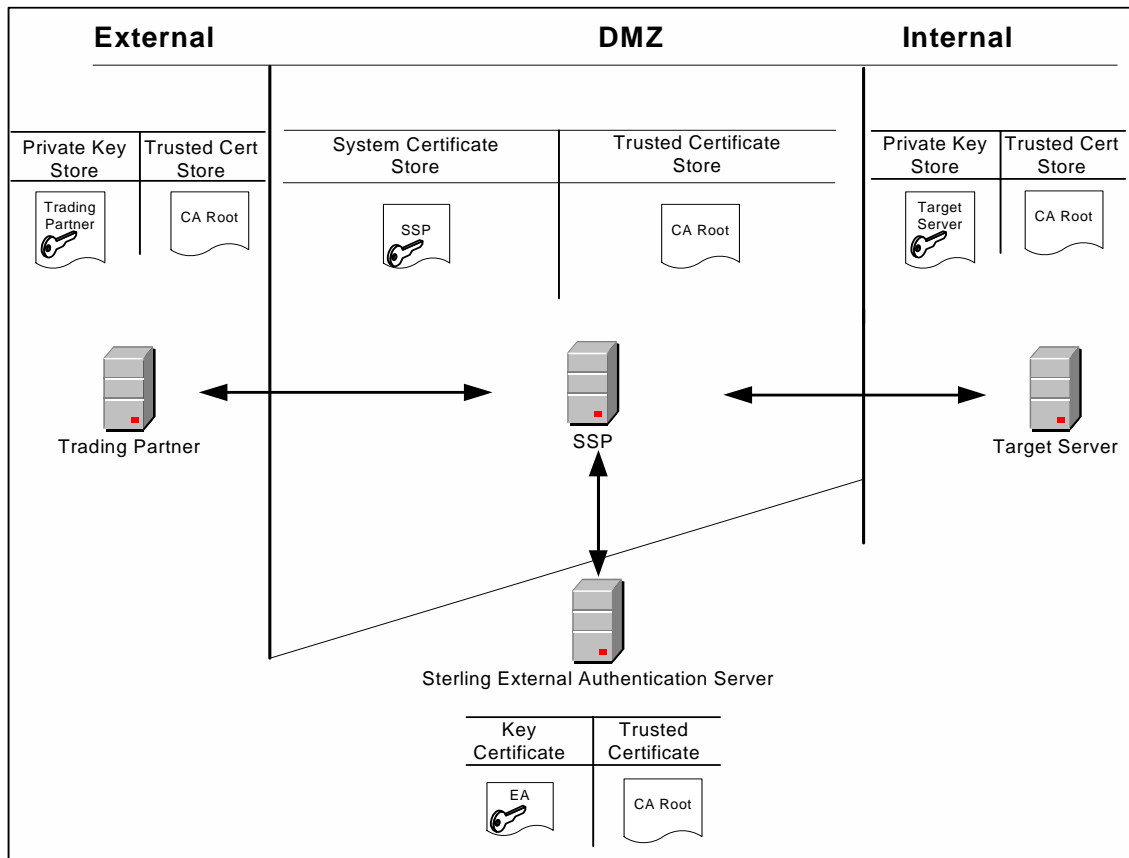 External
DMZ
Internal
Private Key
Store
Trusted Cert
Store
System Certificate
Store
Trusted Certificate
Store
Private Key
Store
Trusted Cert
Store
Trading
Partner
CA Root
SSP
CA Root
Target
Server
CA Root
Trading Partner
SSP
Target Server
Sterling External Authentication Server
Key
Certificate
Trusted
Certificate
EA
CA Root